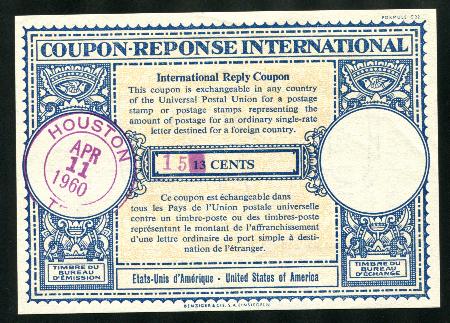 FORMULE C22
COUPON-REPONSE INTERNATIONAL
International Reply Coupon
This coupon is exchangeable in any country
of the Universal Postal Union for a postage
stamp or postage stamps representing the
amount of postage for an ordinary single-rate
letter destined for a foreign country.
HOUSTON
APR
11
1960
15 13 CENTS
Ce coupon est échangeable dans
tous les Pays de l'Union postale universelle
contre un timbre-poste ou des timbres-poste
représentant le montant de l'affranchissement
d'une lettre ordinaire de port simple à desti-
nation de l'étranger.
TIMBRE DU
BUREAU
D'ÉMISSION
TIMBRE DU
BUREAU
D'ÉCHANGE
Etats-Unis d'Amérique - United States of America
BENZIGER & CIE. S.A. EINSIEDELN.